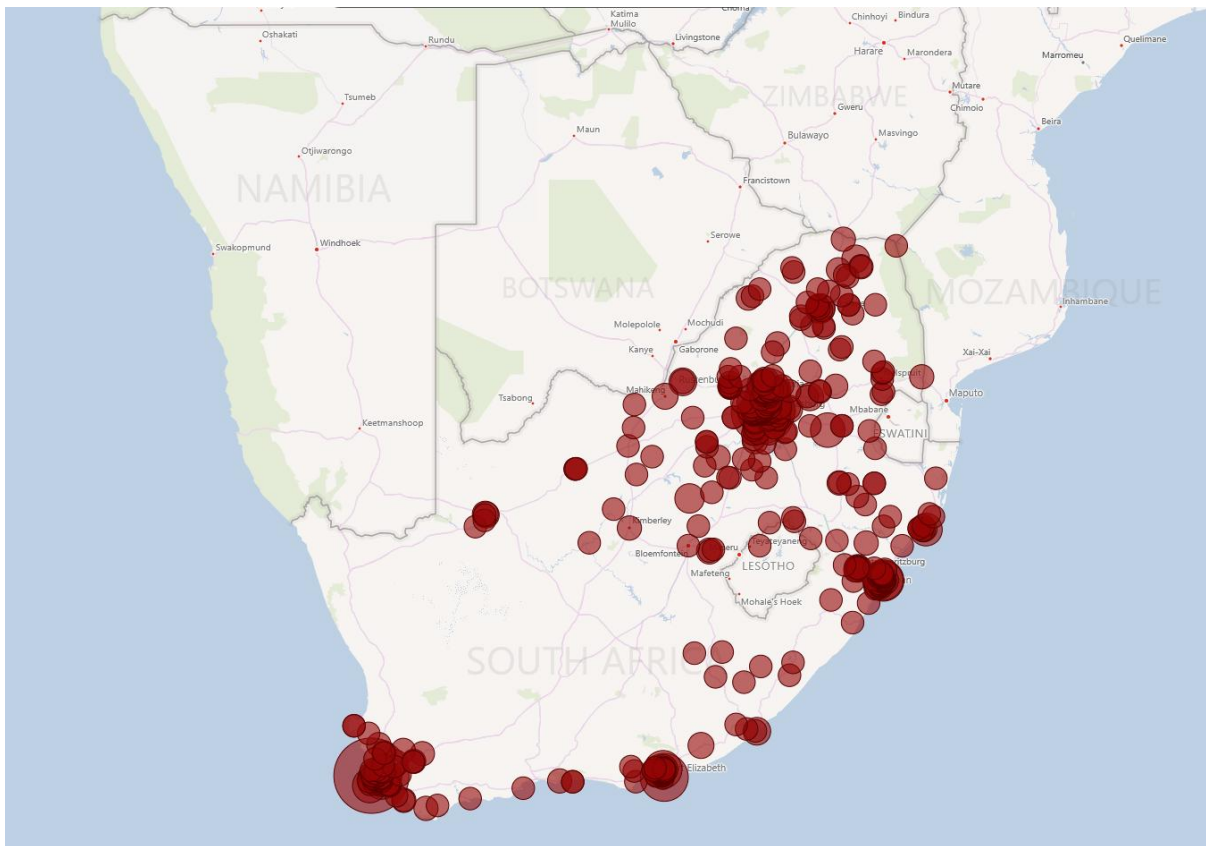 Katima
Mulilo
Livingstone
Chinhoyi
Bindura
Oshakati
Rundu
Harare
Marondera
Quelimane
Marromeu
Tsumeb
ZIMBABWE
Mutare
Gweru
Chimoio
Maun
Bulawayo
Masvingo
Beira
Otjiwarongo
NAMIBIA
Francistown
Swakopmund
Windhoek
Serowe
BOTSWANA
MOZAMBIQUE
Inhambane
Molepolole
Mochudi
Kanye
Gaborone
Xai-Xai
Mahikeng
Tsabong
Maputo
Mbabane
Keetmanshoop
ESWATINI
Kimberley
Bloemfontein
Teyateyaneng
LESOTHO
Mafeteng
Mohale's Hoek
SOUTH AFRICA
Elizabeth